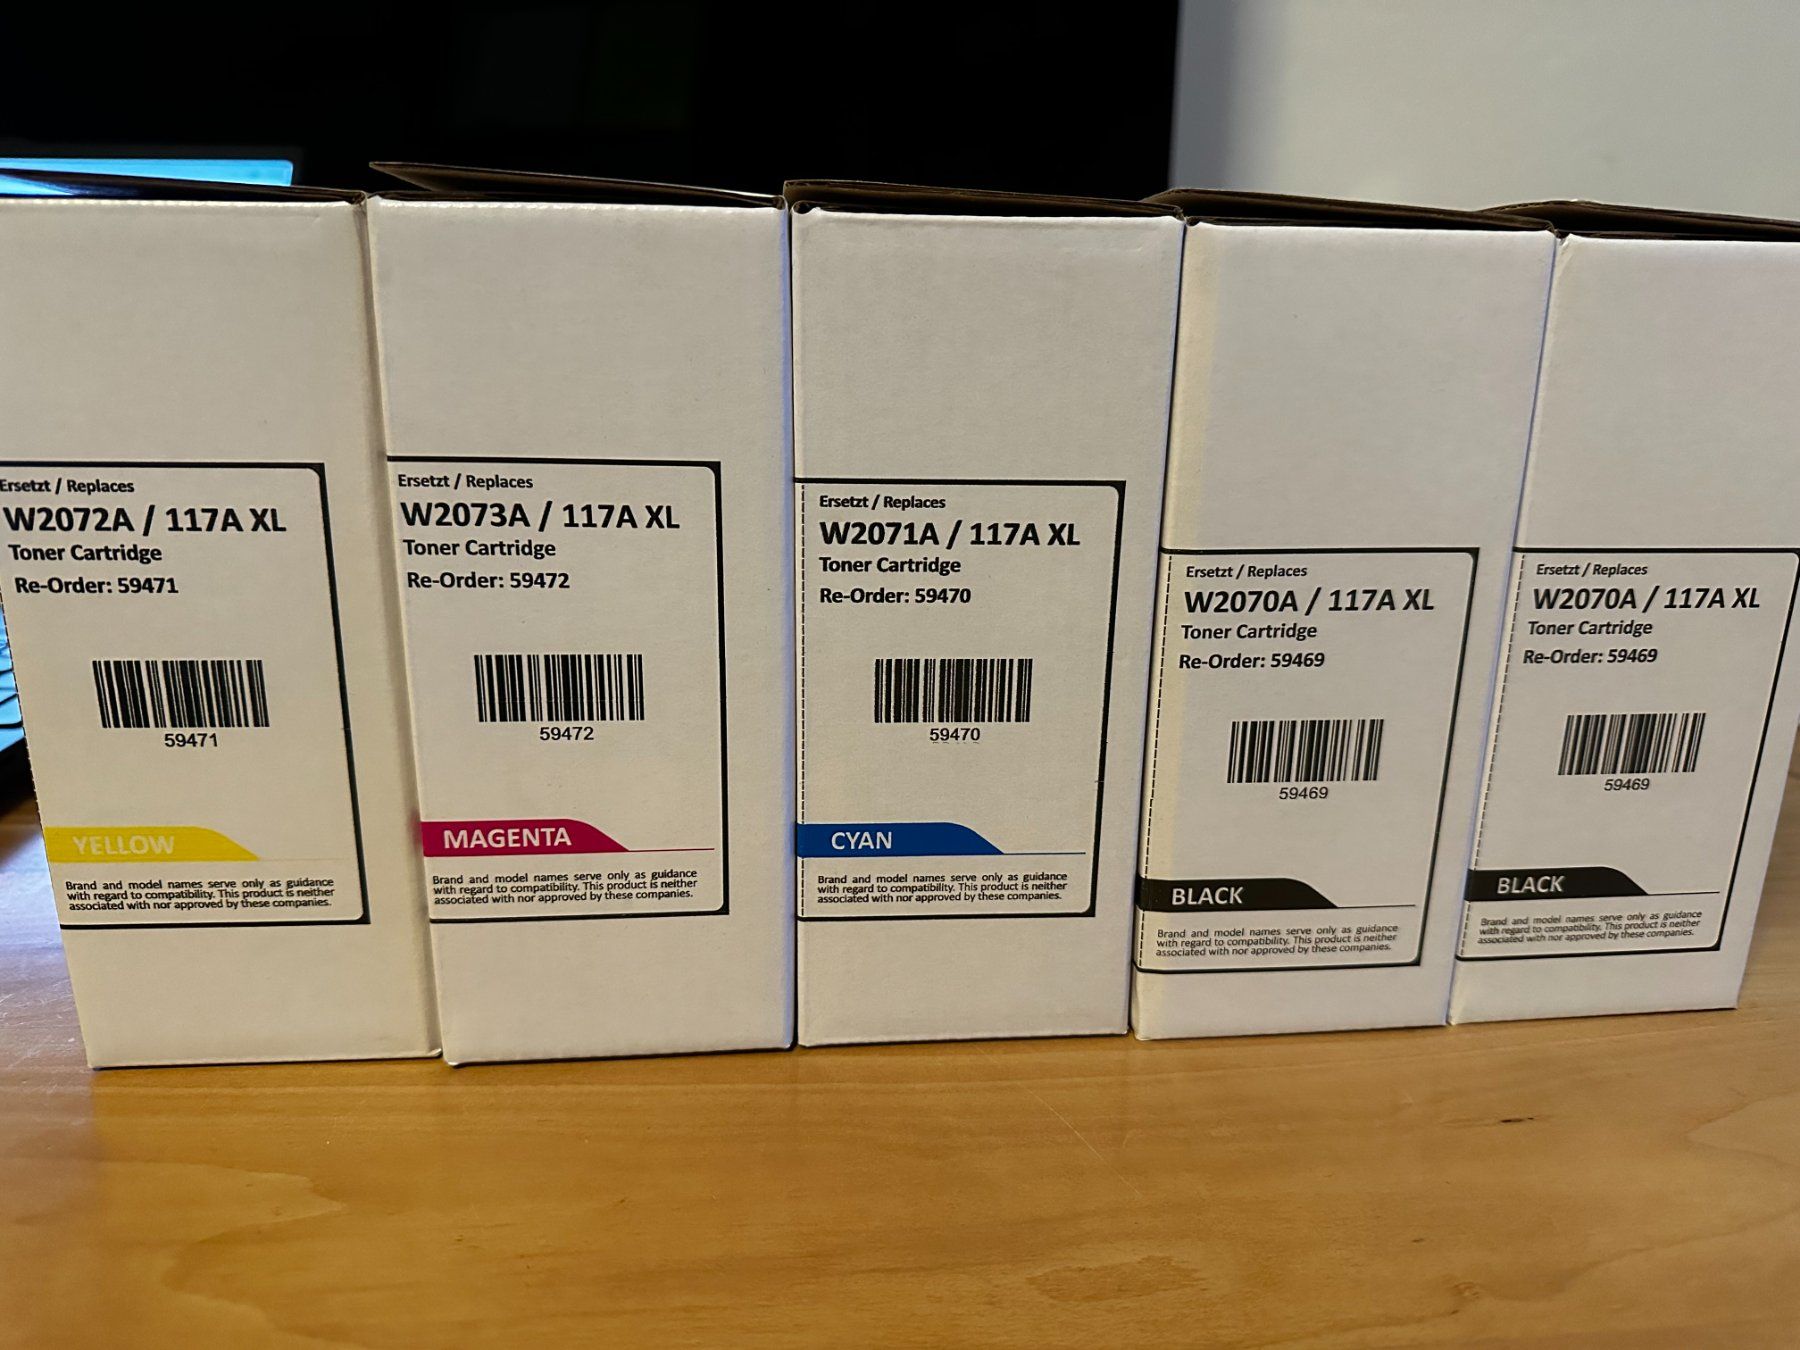 Ersetzt / Replaces
W2072A / 117A XL
Toner Cartridge
Re-Order: 59471
59471
YELLOW
Brand and model names serve only as guidance
with regard to compatibility. This product is neither
associated with nor approved by these companies.
Ersetzt / Replaces
W2073A / 117A XL
Toner Cartridge
Re-Order: 59472
59472
MAGENTA
Brand and model names serve only as guidance
with regard to compatibility. This product is neither
associated with nor approved by these companies.
Ersetzt / Replaces
W2071A / 117A XL
Toner Cartridge
Re-Order: 59470
59470
CYAN
Brand and model names serve only as guidance
with regard to compatibility. This product is neither
associated with nor approved by these companies.
Ersetzt / Replaces
W2070A / 117A XL
Toner Cartridge
Re-Order: 59469
59469
BLACK
Brand and model names serve only as guidance
with regard to compatibility. This product is neither
associated with nor approved by these companies.
Ersetzt / Replaces
W2070A / 117A XL
Toner Cartridge
Re-Order: 59469
59469
BLACK
Brand and model names serve only as guidance
with regard to compatibility. This product is neither
associated with nor approved by these companies.